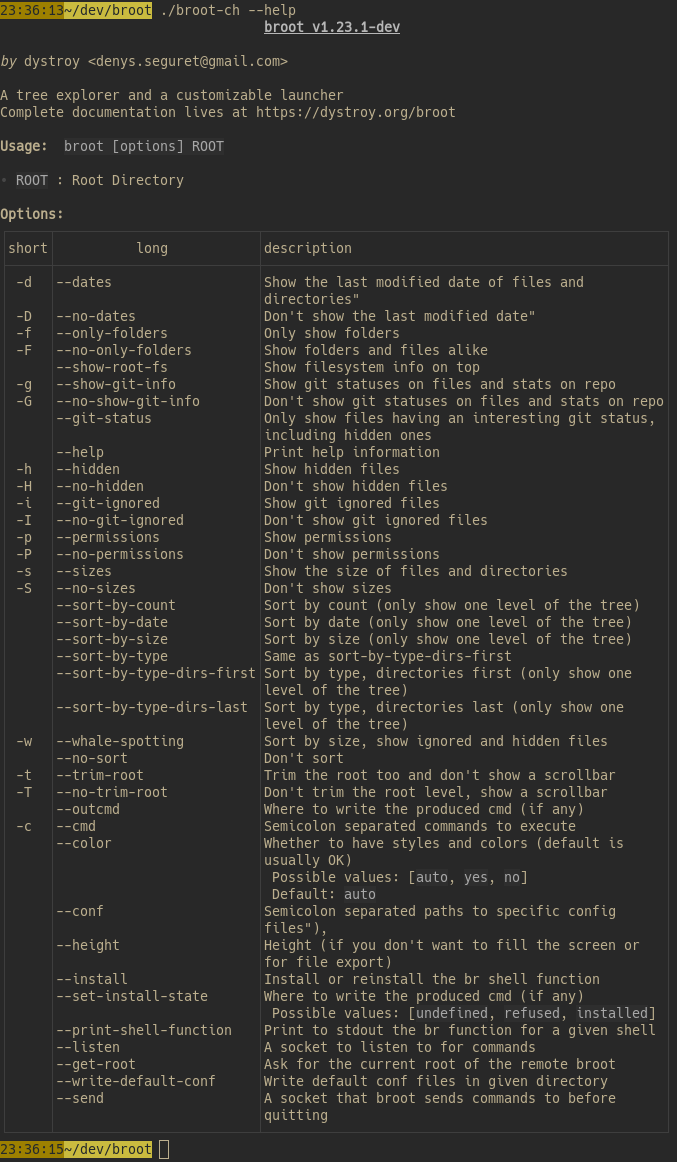 23:36:13~/dev/broot ./broot-ch --help
broot v1.23.1-dev
by dystroy <denys.seguret@gmail.com>
A tree explorer and a customizable launcher
Complete documentation lives at https://dystroy.org/broot
Usage:  broot [options] ROOT
• ROOT : Root Directory
Options:
short long description
-d --dates Show the last modified date of files and
directories"
-D --no-dates Don't show the last modified date"
-f --only-folders Only show folders
-F --no-only-folders Show folders and files alike
--show-root-fs Show filesystem info on top
-g --show-git-info Show git statuses on files and stats on repo
-G --no-show-git-info Don't show git statuses on files and stats on repo
--git-status Only show files having an interesting git status,
including hidden ones
--help Print help information
-h --hidden Show hidden files
-H --no-hidden Don't show hidden files
-i --git-ignored Show git ignored files
-I --no-git-ignored Don't show git ignored files
-p --permissions Show permissions
-P --no-permissions Don't show permissions
-s --sizes Show the size of files and directories
-S --no-sizes Don't show sizes
--sort-by-count Sort by count (only show one level of the tree)
--sort-by-date Sort by date (only show one level of the tree)
--sort-by-size Sort by size (only show one level of the tree)
--sort-by-type Same as sort-by-type-dirs-first
--sort-by-type-dirs-first Sort by type, directories first (only show one
level of the tree)
--sort-by-type-dirs-last Sort by type, directories last (only show one
level of the tree)
-w --whale-spotting Sort by size, show ignored and hidden files
--no-sort Don't sort
-t --trim-root Trim the root too and don't show a scrollbar
-T --no-trim-root Don't trim the root level, show a scrollbar
--outcmd Where to write the produced cmd (if any)
-c --cmd Semicolon separated commands to execute
--color Whether to have styles and colors (default is
usually OK)
Possible values: [auto, yes, no]
Default: auto
--conf Semicolon separated paths to specific config
files"),
--height Height (if you don't want to fill the screen or
for file export)
--install Install or reinstall the br shell function
--set-install-state Where to write the produced cmd (if any)
Possible values: [undefined, refused, installed]
--print-shell-function Print to stdout the br function for a given shell
--listen A socket to listen to for commands
--get-root Ask for the current root of the remote broot
--write-default-conf Write default conf files in given directory
--send A socket that broot sends commands to before
quitting
23:36:15~/dev/broot